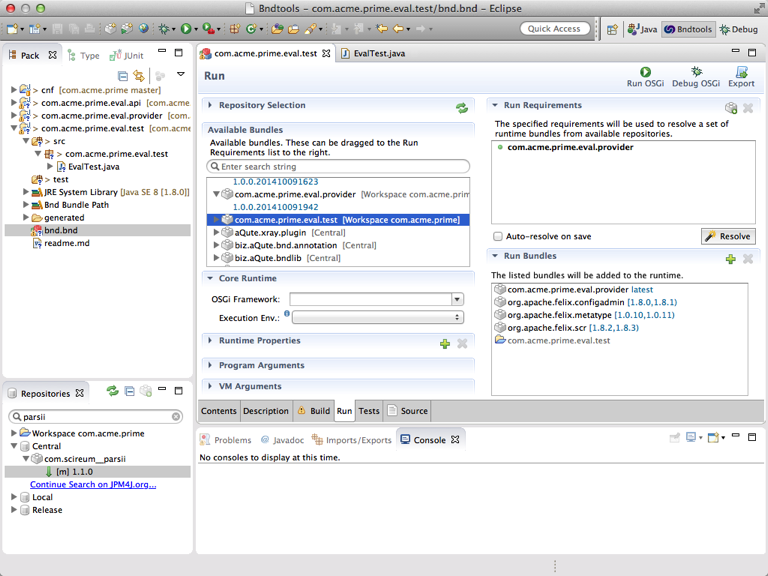 Bndtools - com.acme.prime.eval.test/bnd.bnd - Eclipse
Quick Access
Java
Bndtools
Debug
Pack
Type
JUnit
> cnf [com.acme.prime master]
> com.acme.prime.eval.api [com.acme
> com.acme.prime.eval.provider [com.
> com.acme.prime.eval.test [com.acme
> src
> com.acme.prime.eval.test
EvalTest.java
> test
JRE System Library [Java SE 8 [1.8.0]]
Bnd Bundle Path
generated
bnd.bnd
readme.md
Repositories
parsii
Workspace com.acme.prime
Central
com.scireum__parsii
[m] 1.1.0
Continue Search on JPM4J.org...
Local
Release
com.acme.prime.eval.test
EvalTest.java
Run
Run OSGi
Debug OSGi
Export
Repository Selection
Available Bundles
Available bundles. These can be dragged to the Run
Requirements list to the right.
Enter search string
1.0.0.201410091623
com.acme.prime.eval.provider [Workspace com.acme.prim
1.0.0.201410091942
com.acme.prime.eval.test [Workspace com.acme.prime]
aQute.xray.plugin [Central]
biz.aQute.bnd.annotation [Central]
biz.aQute.bndlib [Central]
Core Runtime
OSGi Framework:
Execution Env.:
Runtime Properties
Program Arguments
VM Arguments
Run Requirements
The specified requirements will be used to resolve a set of
runtime bundles from available repositories.
com.acme.prime.eval.provider
Auto-resolve on save
Resolve
Run Bundles
The listed bundles will be added to the runtime.
com.acme.prime.eval.provider latest
org.apache.felix.configadmin [1.8.0,1.8.1)
org.apache.felix.metatype [1.0.10,1.0.11)
org.apache.felix.scr [1.8.2,1.8.3)
com.acme.prime.eval.test
Contents
Description
Build
Run
Tests
Source
Problems
Javadoc
Imports/Exports
Console
No consoles to display at this time.